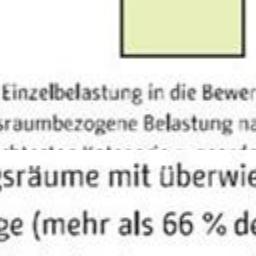 Einzelbelastung in die Bewer
sraumbezogene Belastung na
gsräume mit überwie
ge (mehr als 66 % de